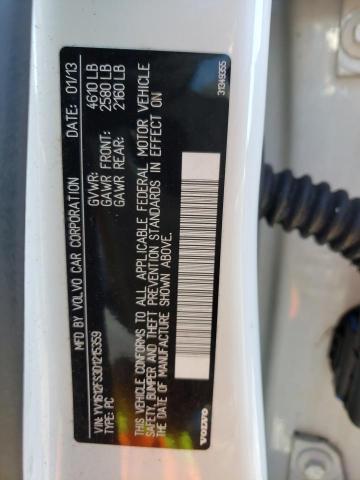 MFD BY VOLVO CAR CORPORATION DATE: 01/13
GVWR: 4610 LB
GAWR FRONT: 2580 LB
GAWR REAR: 2160 LB
VIN: YV1612FS3D1215359
TYPE: PC
THIS VEHICLE CONFORMS TO ALL APPLICABLE FEDERAL MOTOR VEHICLE
SAFETY, BUMPER AND THEFT PREVENTION STANDARDS IN EFFECT ON
DATE OF MANUFACTURE SHOWN ABOVE.
VOLVO
31349355